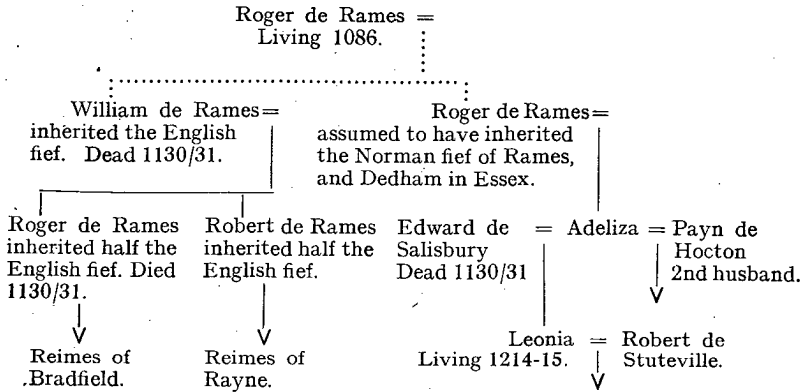 Roger de Rames =
Living 1086.
William de Rames=
inherited the English
fief. Dead 1130/31.
Roger de Rames=
assumed to have inherited
the Norman fief of Rames,
and Dedham in Essex.
Roger de Rames
inherited half the
English fief. Died
1130/31.
Robert de Rames
inherited half the
English fief.
Edward de
Salisbury
Dead 1130/31
= Adeliza =
Payn de
Hocton
2nd husband.
Reimes of
Bradfield.
Reimes of
Rayne.
Leonia =
Living 1214-15.
Robert de
Stuteville.